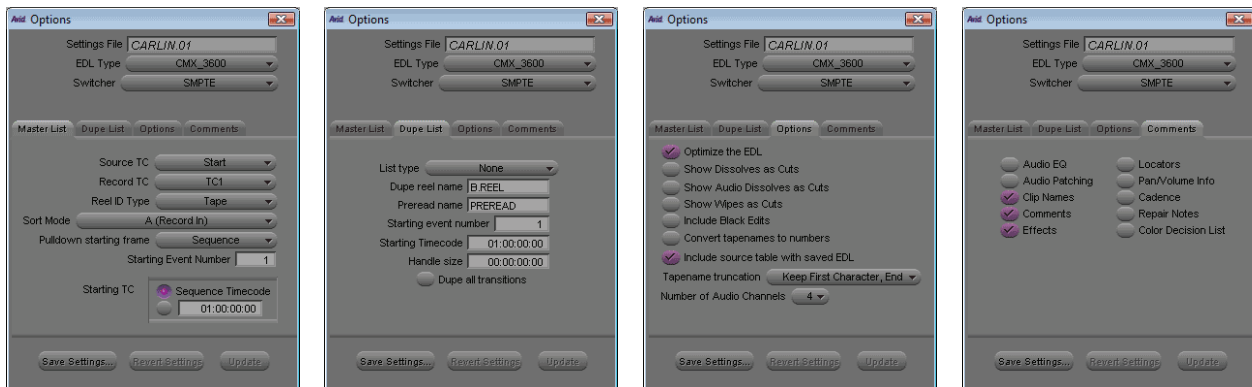 Avid Options
Settings File CARLIN.01
EDL Type CMX_3600
Switcher SMPTE
Master List Dupe List Options Comments
Source TC Start
Record TC TC1
Reel ID Type Tape
Sort Mode A (Record In)
Pulldown starting frame Sequence
Starting Event Number 1
Starting TC Sequence Timecode
01:00:00:00
Save Settings... Revert Settings Update
Avid Options
Settings File CARLIN.01
EDL Type CMX_3600
Switcher SMPTE
Master List Dupe List Options Comments
List type None
Dupe reel name B.REEL
Preread name PREREAD
Starting event number 1
Starting Timecode 01:00:00:00
Handle size 00:00:00:00
Dupe all transitions
Save Settings... Revert Settings Update
Avid Options
Settings File CARLIN.01
EDL Type CMX_3600
Switcher SMPTE
Master List Dupe List Options Comments
Optimize the EDL
Show Dissolves as Cuts
Show Audio Dissolves as Cuts
Show Wipes as Cuts
Include Black Edits
Convert tapenames to numbers
Include source table with saved EDL
Tapename truncation Keep First Character, End
Number of Audio Channels 4
Save Settings... Revert Settings Update
Avid Options
Settings File CARLIN.01
EDL Type CMX_3600
Switcher SMPTE
Master List Dupe List Options Comments
Audio EQ Locators
Audio Patching Pan/Volume Info
Clip Names Cadence
Comments Repair Notes
Effects Color Decision List
Save Settings... Revert Settings Update